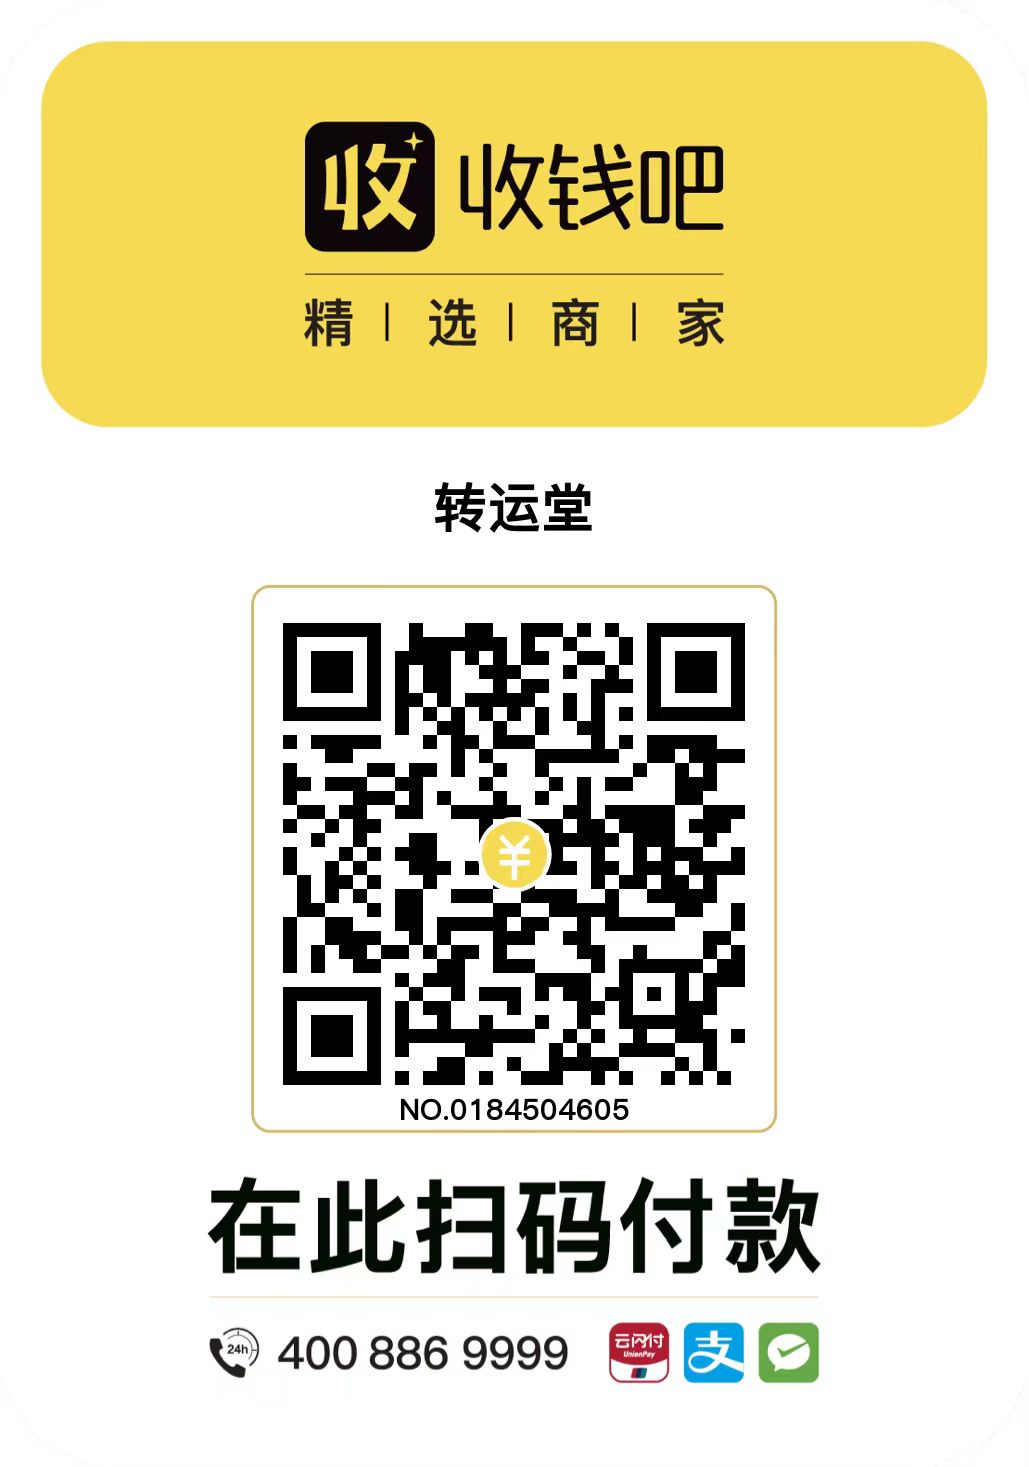 收 收钱吧
精 | 选 | 商 | 家
转运堂
¥
NO.0184504605
在此扫码付款
24h 400 886 9999 云闪付 UnionPay 支